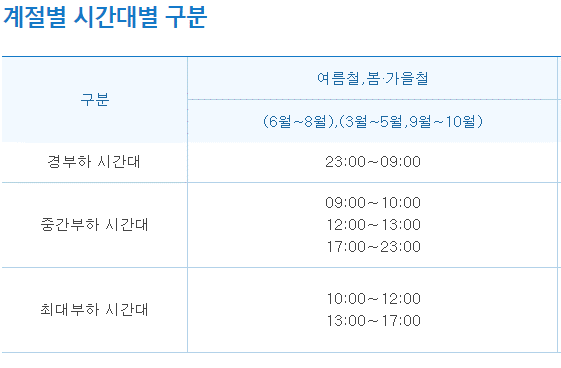 계절별 시간대별 구분
구분
여름철,봄·가을철
(6월~8월),(3월~5월,9월~10월)
경부하 시간대
23:00~09:00
중간부하 시간대
09:00~10:00
12:00~13:00
17:00~23:00
최대부하 시간대
10:00~12:00
13:00~17:00